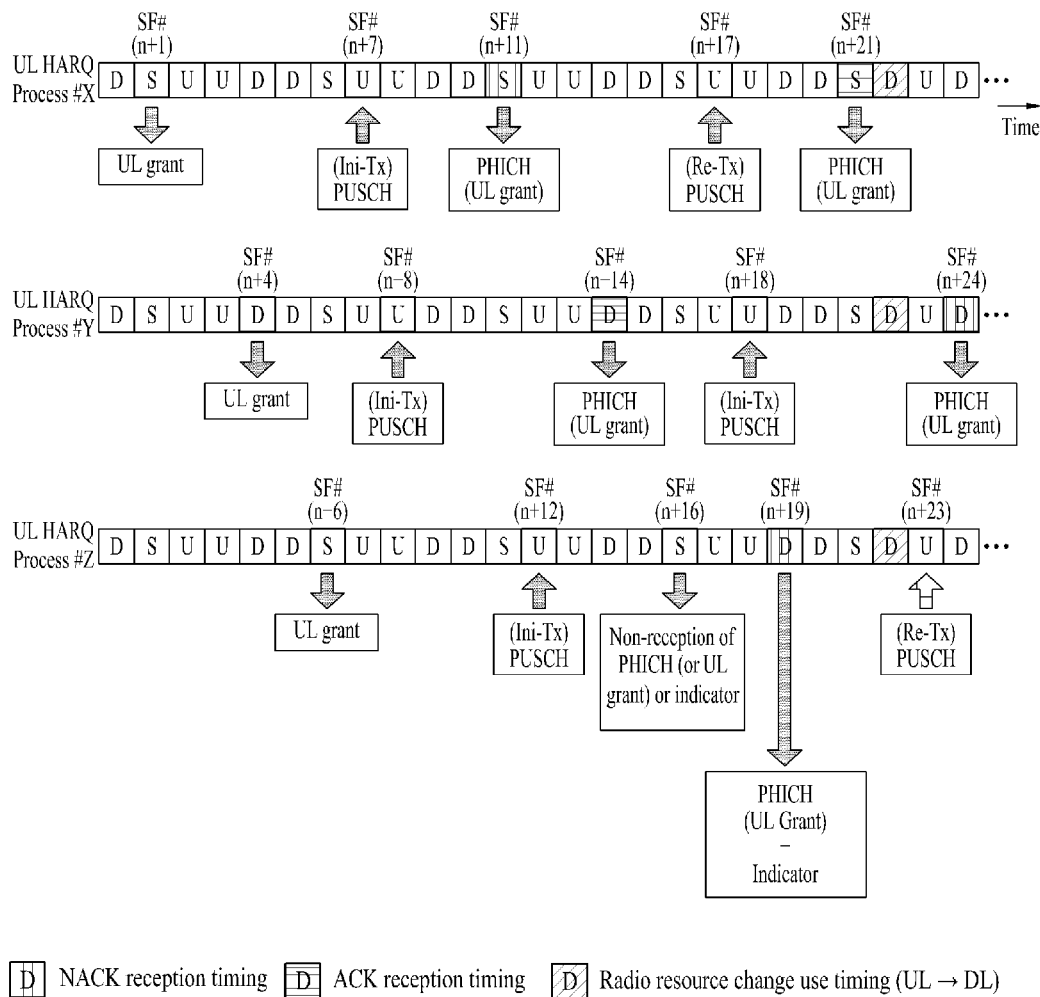 SF# (n+1)
SF# (n+7)
SF# (n+11)
SF# (n+17)
SF# (n+21)
UL HARQ Process #X
D S U U D D S U U D D S U U D D S U U D D S D U D •••
Time
UL grant
(Ini-Tx) PUSCH
PHICH (UL grant)
(Re-Tx) PUSCH
PHICH (UL grant)
SF# (n+4)
SF# (n−8)
SF# (n−14)
SF# (n+18)
SF# (n+24)
UL HARQ Process #Y
D S U U D D S U U D D S U U D D S U U D D S D U D •••
UL grant
(Ini-Tx) PUSCH
PHICH (UL grant)
(Ini-Tx) PUSCH
PHICH (UL grant)
SF# (n−6)
SF# (n+12)
SF# (n+16)
SF# (n+19)
SF# (n+23)
UL HARQ Process #Z
D S U U D D S U U D D S U U D D S U U D D S D U D •••
UL grant
(Ini-Tx) PUSCH
Non-reception of
PHICH (or UL
grant) or indicator
(Re-Tx) PUSCH
PHICH
(UL Grant)
−
Indicator
D NACK reception timing
D ACK reception timing
D Radio resource change use timing (UL → DL)